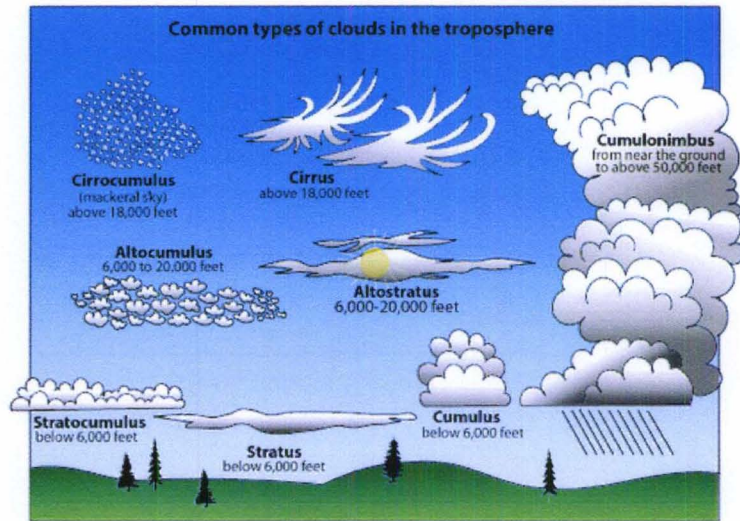 Common types of clouds in the troposphere
Cirrocumulus
(mackeral sky)
above 18,000 feet
Cirrus
above 18,000 feet
Cumulonimbus
from near the ground
to above 50,000 feet
Altocumulus
6,000 to 20,000 feet
Altostratus
6,000-20,000 feet
Stratocumulus
below 6,000 feet
Stratus
below 6,000 feet
Cumulus
below 6,000 feet